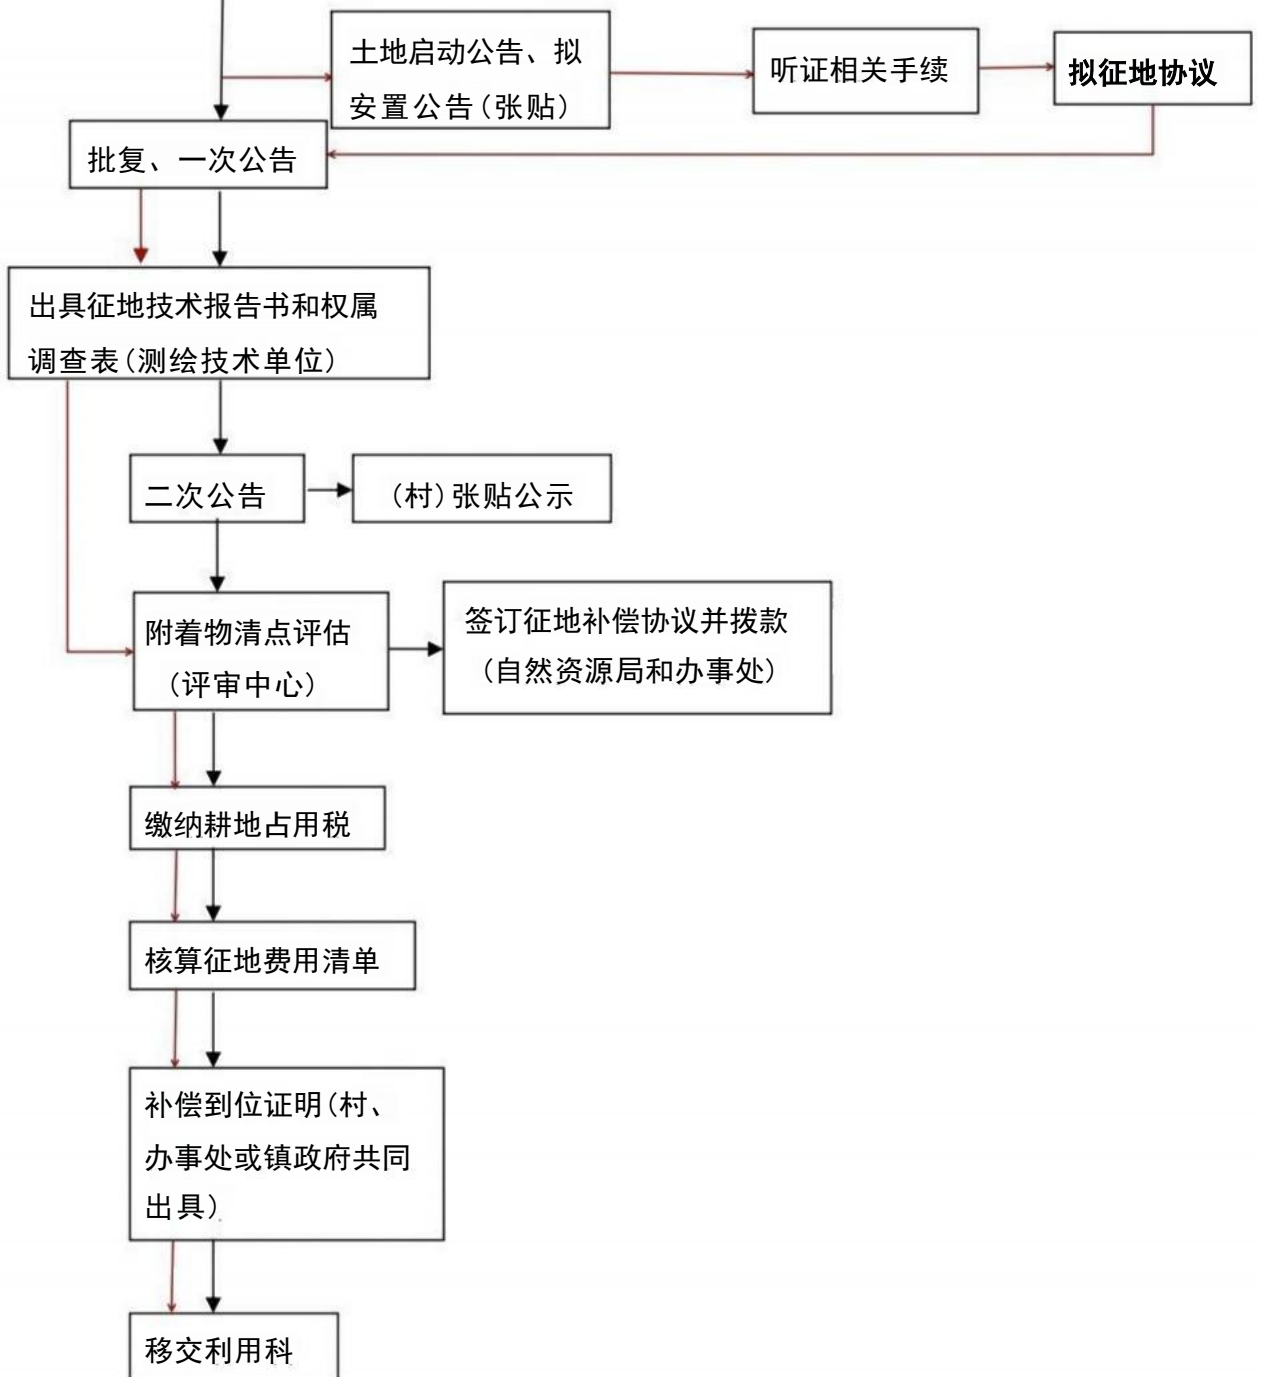 土地启动公告、拟
安置公告(张贴)
听证相关手续
拟征地协议
批复、一次公告
出具征地技术报告书和权属
调查表(测绘技术单位)
二次公告
(村)张贴公示
附着物清点评估
(评审中心)
签订征地补偿协议并拨款
(自然资源局和办事处)
缴纳耕地占用税
核算征地费用清单
补偿到位证明(村、
办事处或镇政府共同
出具)
移交利用科